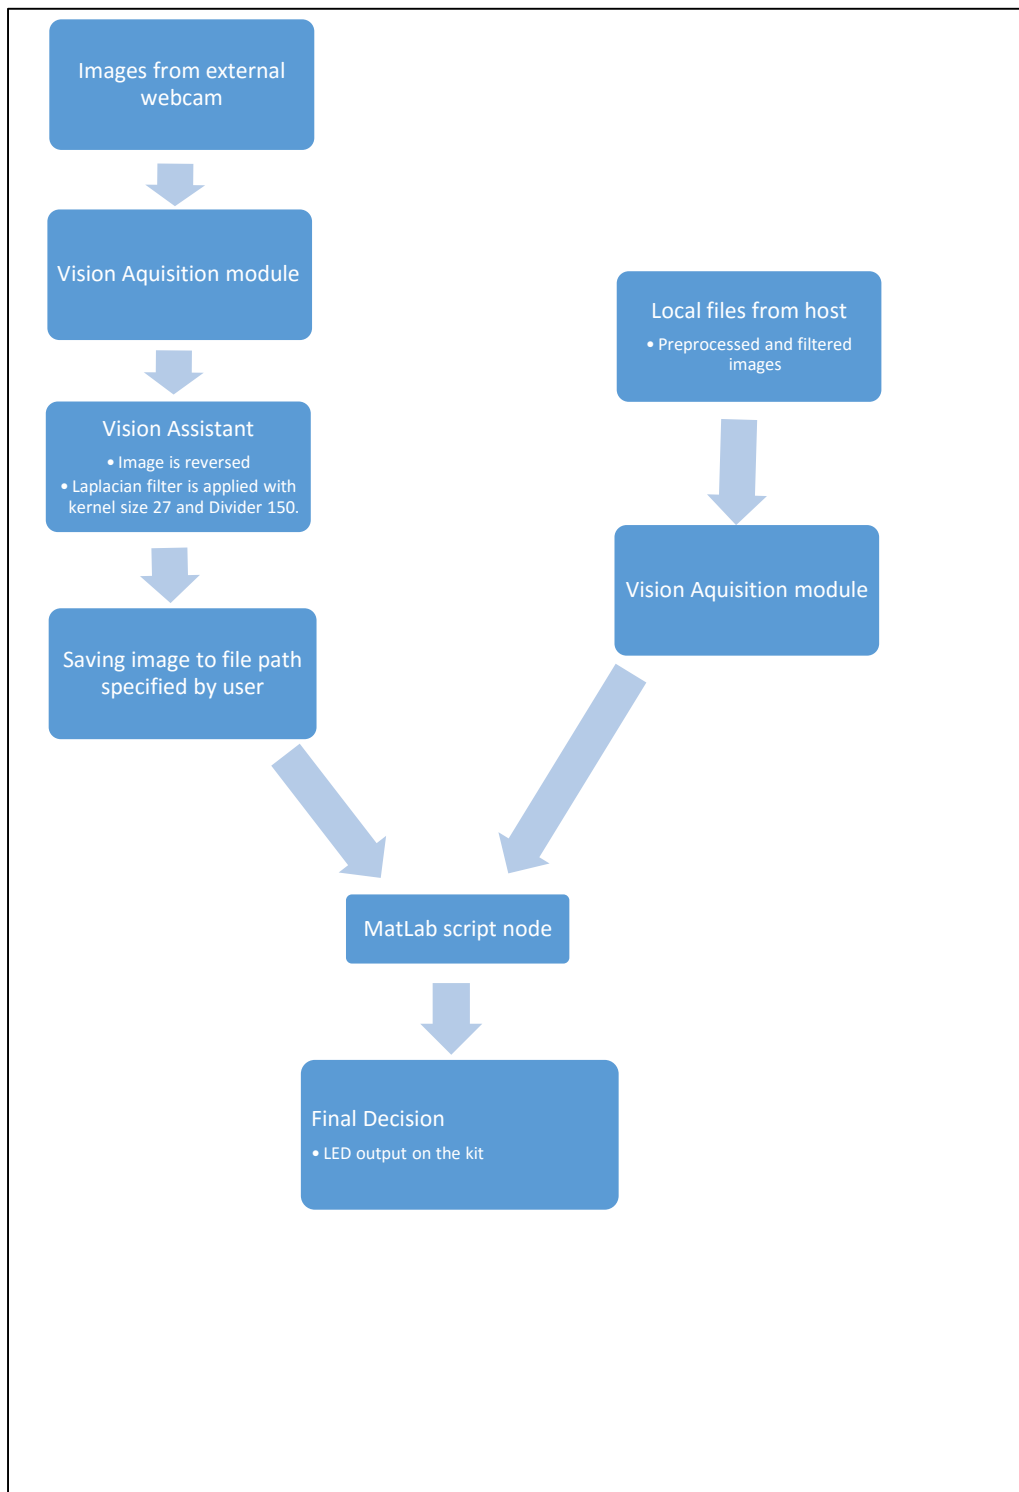 Images from external
webcam
Vision Aquisition module
Vision Assistant
• Image is reversed
• Laplacian filter is applied with
kernel size 27 and Divider 150.
Saving image to file path
specified by user
Local files from host
• Preprocessed and filtered
images
Vision Aquisition module
MatLab script node
Final Decision
• LED output on the kit